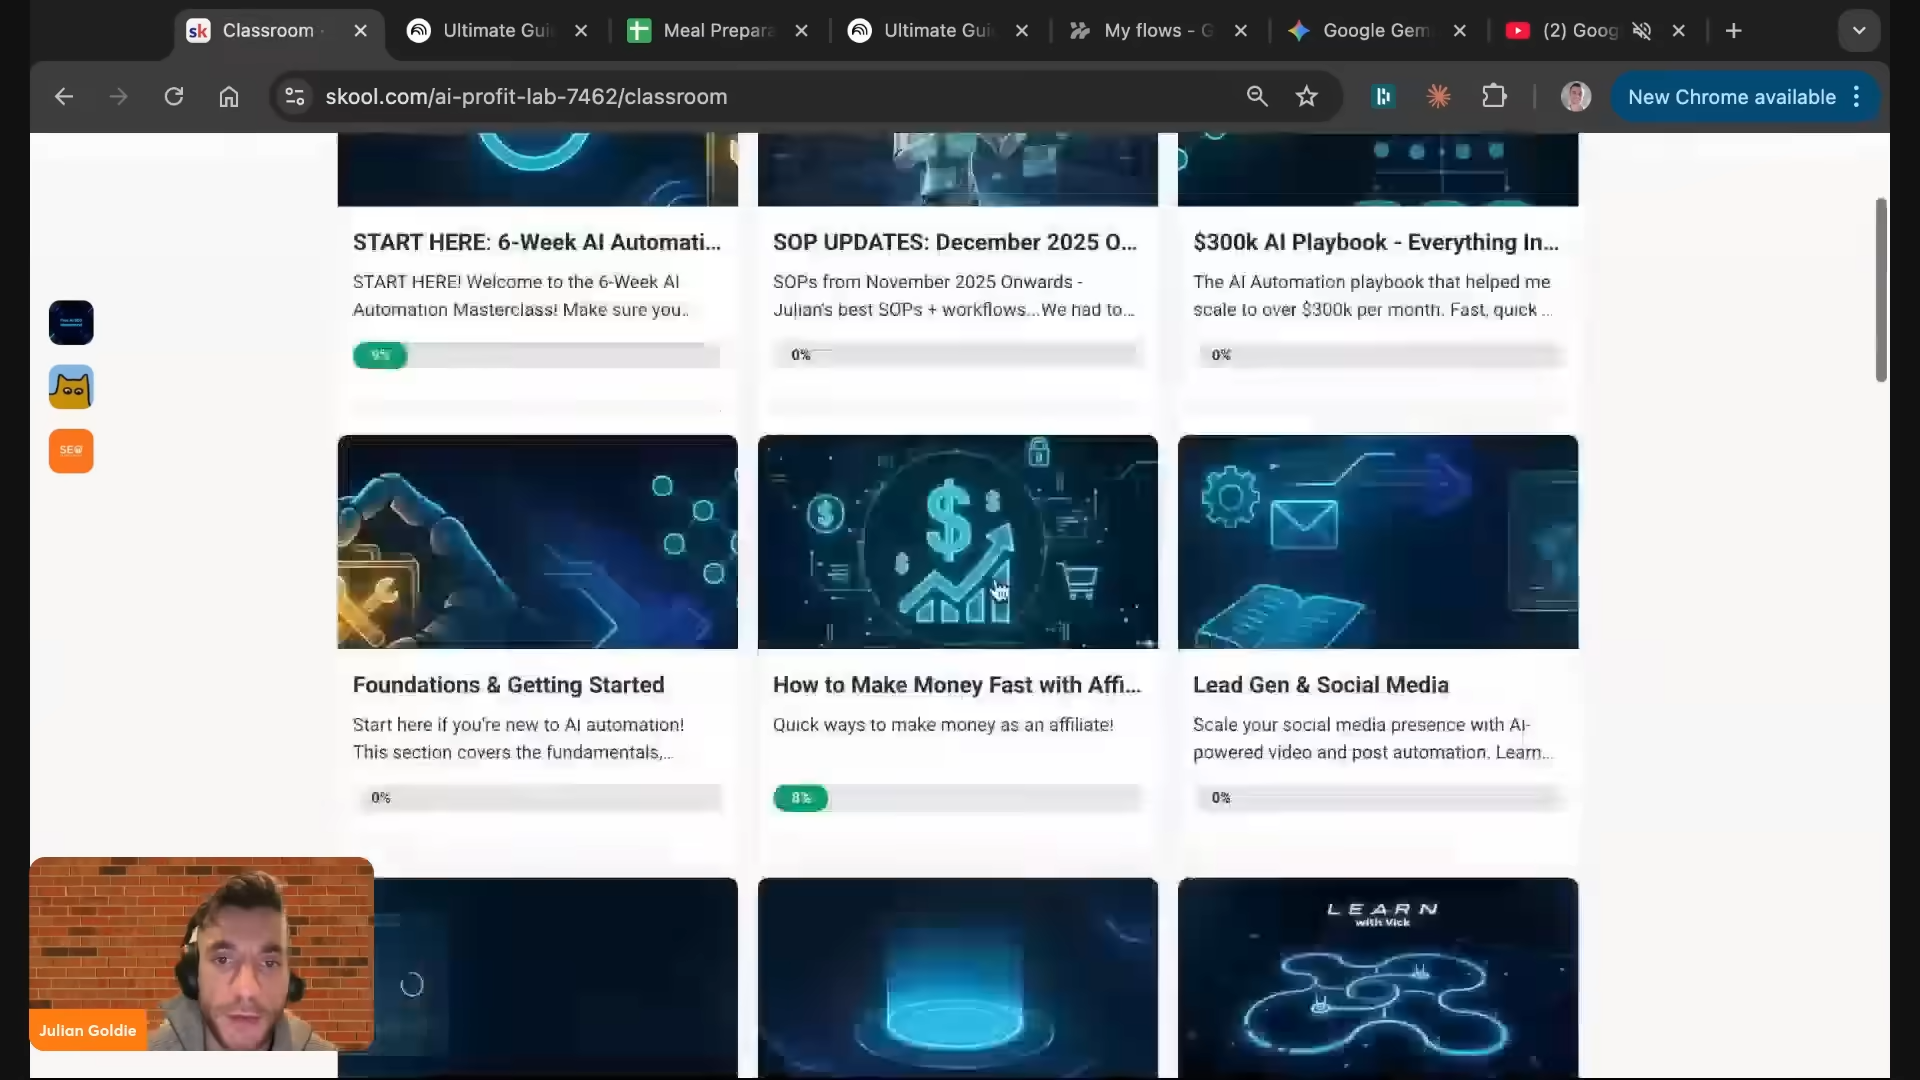 sk Classroom
Ultimate Gui
Meal Prepara
Ultimate Gui
My flows - G
Google Gem
(2) Goog
skool.com/ai-profit-lab-7462/classroom
New Chrome available
START HERE: 6-Week AI Automati...
START HERE! Welcome to the 6-Week AI
Automation Masterclass! Make sure you..
9%
SOP UPDATES: December 2025 O...
SOPs from November 2025 Onwards -
Julian's best SOPs + workflows...We had to...
0%
$300k AI Playbook - Everything In...
The AI Automation playbook that helped me
scale to over $300k per month. Fast, quick ...
0%
SEO
Foundations & Getting Started
Start here if you're new to AI automation!
This section covers the fundamentals,...
0%
How to Make Money Fast with Affi...
Quick ways to make money as an affiliate!
8%
Lead Gen & Social Media
Scale your social media presence with AI-
powered video and post automation. Learn...
0%
LEARN
with Vick
Julian Goldie